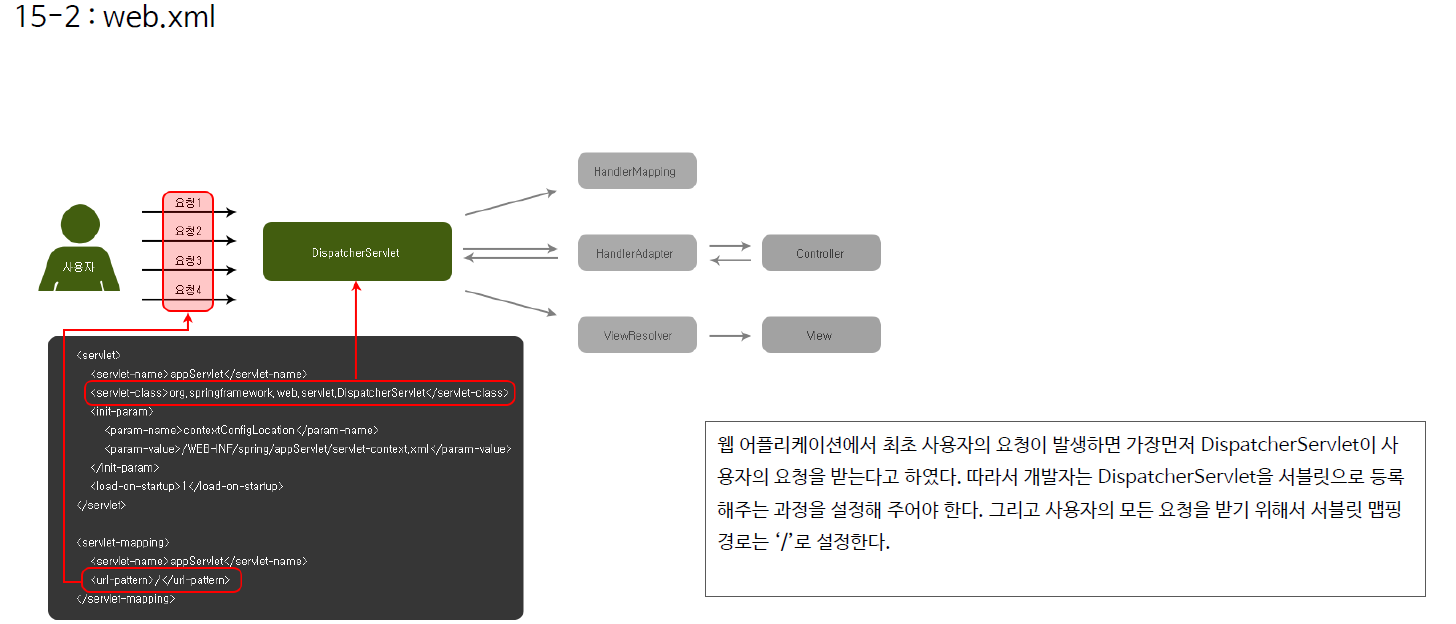 15-2 : web.xml
HandlerMapping
요청1
요청2
요청3
요청4
사용자
DispatcherServlet
HandlerAdapter
Controller
ViewResolver
View
<servlet>
<servlet-name>appServlet</servlet-name>
<servlet-class>org.springframework.web.servlet.DispatcherServlet</servlet-class>
<init-param>
<param-name>contextConfigLocation</param-name>
<param-value>/WEB-INF/spring/appServlet/servlet-context.xml</param-value>
</init-param>
<load-on-startup>1</load-on-startup>
</servlet>
<servlet-mapping>
<servlet-name>appServlet</servlet-name>
<url-pattern>/</url-pattern>
</servlet-mapping>
웹 어플리케이션에서 최초 사용자의 요청이 발생하면 가장먼저 DispatcherServlet이 사
용자의 요청을 받는다고 하였다. 따라서 개발자는 DispatcherServlet을 서블릿으로 등록
해주는 과정을 설정해 주어야 한다. 그리고 사용자의 모든 요청을 받기 위해서 서블릿 맵핑
경로는 ‘/’로 설정한다.